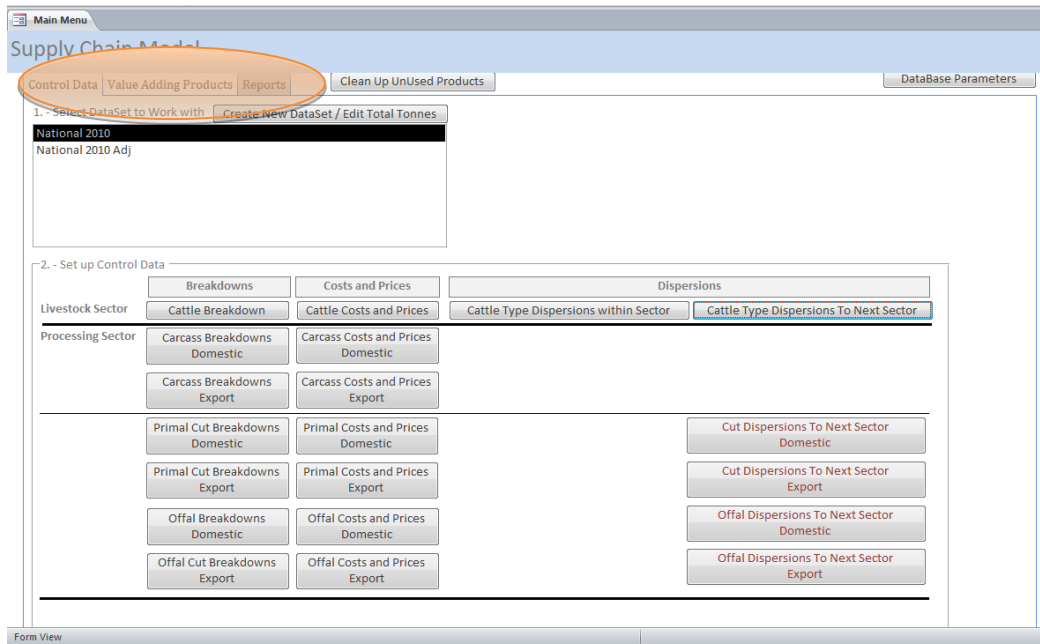 Main Menu
Supply Chain Model
Control Data Value Adding Products Reports Clean Up UnUsed Products DataBase Parameters
1. - Select DataSet to Work with Create New DataSet / Edit Total Tonnes
National 2010
National 2010 Adj
2. - Set up Control Data
Breakdowns Costs and Prices Dispersions
Livestock Sector Cattle Breakdown Cattle Costs and Prices Cattle Type Dispersions within Sector Cattle Type Dispersions To Next Sector
Processing Sector Carcass Breakdowns Carcass Costs and Prices
Domestic Domestic
Carcass Breakdowns Carcass Costs and Prices
Export Export
Primal Cut Breakdowns Primal Costs and Prices Cut Dispersions To Next Sector
Domestic Domestic Domestic
Primal Cut Breakdowns Primal Costs and Prices Cut Dispersions To Next Sector
Export Export Export
Offal Breakdowns Offal Costs and Prices Offal Dispersions To Next Sector
Domestic Domestic Domestic
Offal Cut Breakdowns Offal Costs and Prices Offal Dispersions To Next Sector
Export Export Export
Form View